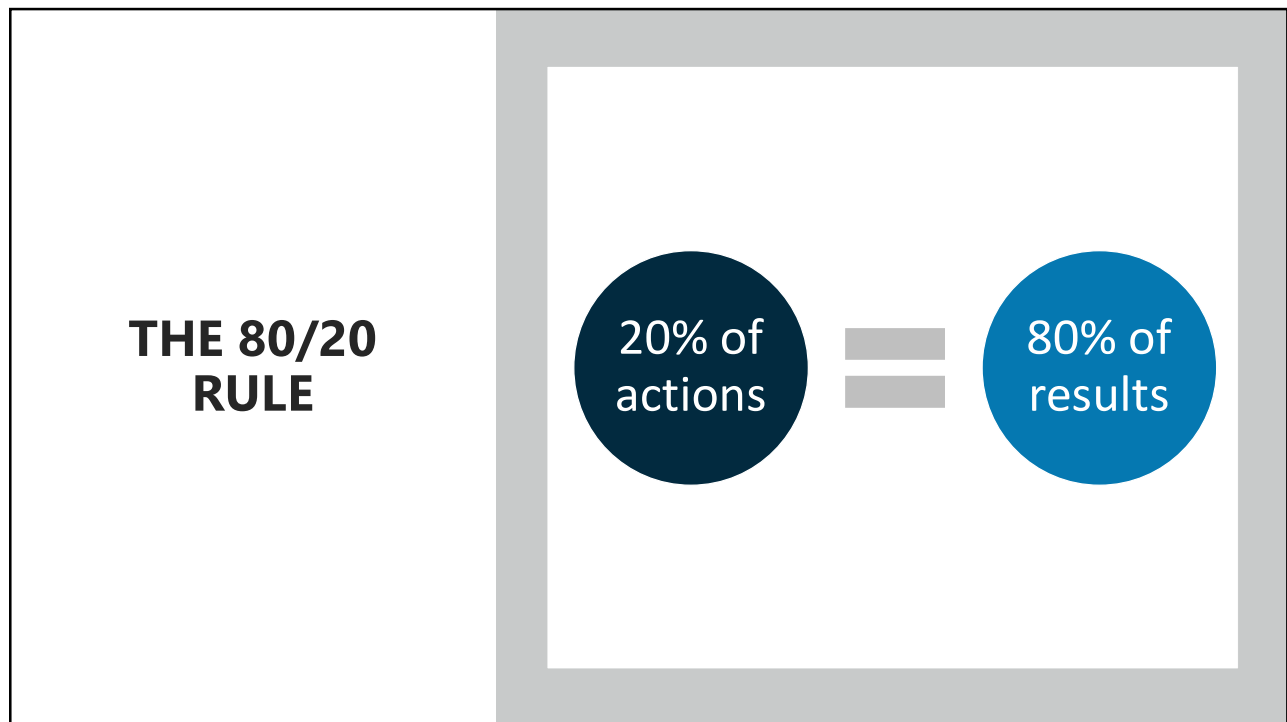 THE 80/20
RULE
20% of
actions
80% of
results